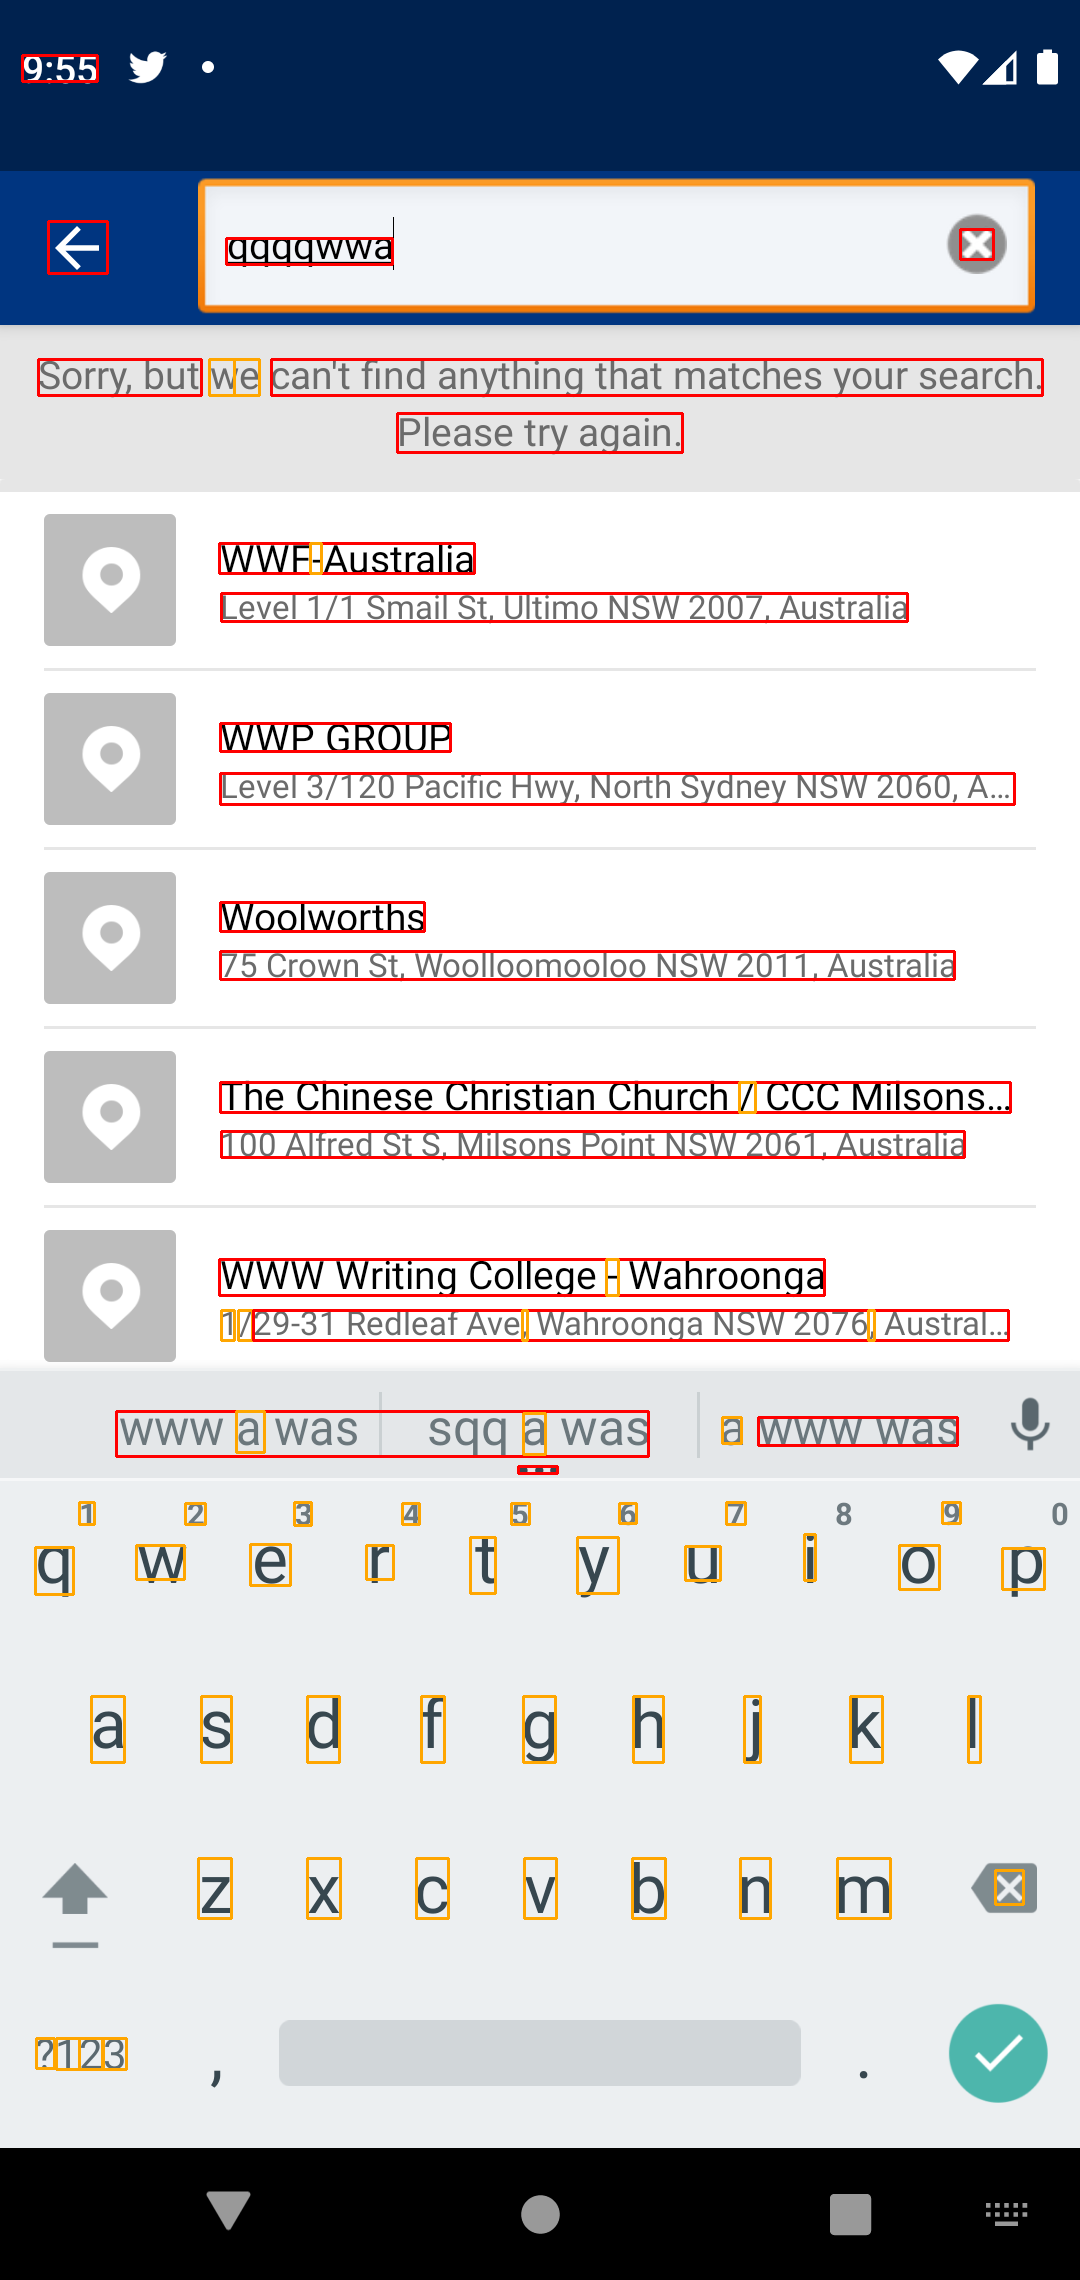 9:55
qqqqwwa
Sorry, but we can't find anything that matches your search.
Please try again.
WWF-Australia
Level 1/1 Smail St, Ultimo NSW 2007, Australia
WWP GROUP
Level 3/120 Pacific Hwy, North Sydney NSW 2060, A...
Woolworths
75 Crown St, Woolloomooloo NSW 2011, Australia
The Chinese Christian Church / CCC Milsons...
100 Alfred St S, Milsons Point NSW 2061, Australia
WWW Writing College - Wahroonga
1/29-31 Redleaf Ave, Wahroonga NSW 2076, Austral...
www a was sqq a was a www was
1 2 3 4 5 6 7 8 9 0
q w e r t y u i o p
a s d f g h j k l
z x c v b n m
?123 , .